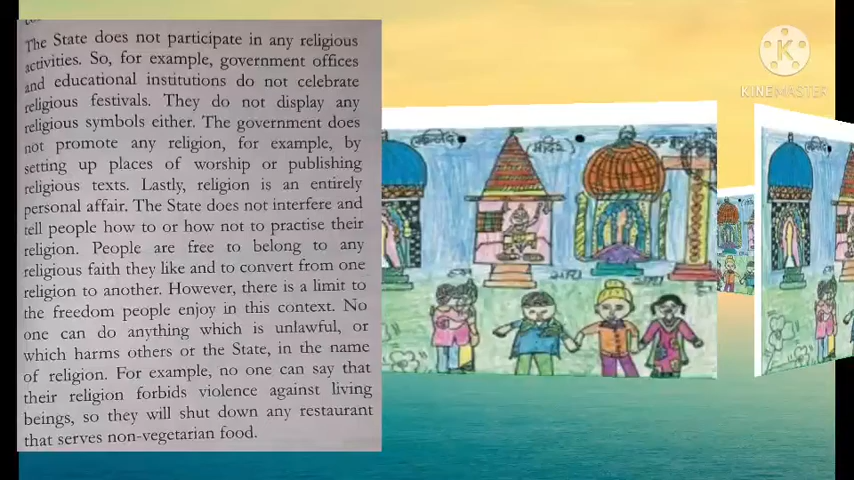 The State does not participate in any religious
activities. So, for example, government offices
and educational institutions do not celebrate
religious festivals. They do not display any
religious symbols either. The government does
not promote any religion, for example, by
setting up places of worship or publishing
religious texts. Lastly, religion is an entirely
personal affair. The State does not interfere and
tell people how to or how not to practise their
religion. People are free to belong to any
religious faith they like and to convert from one
religion to another. However, there is a limit to
the freedom people enjoy in this context. No
one can do anything which is unlawful, or
which harms others or the State, in the name
of religion. For example, no one can say that
their religion forbids violence against living
beings, so they will shut down any restaurant
that serves non-vegetarian food.
K
KINEMASTER
मंदिर
हम